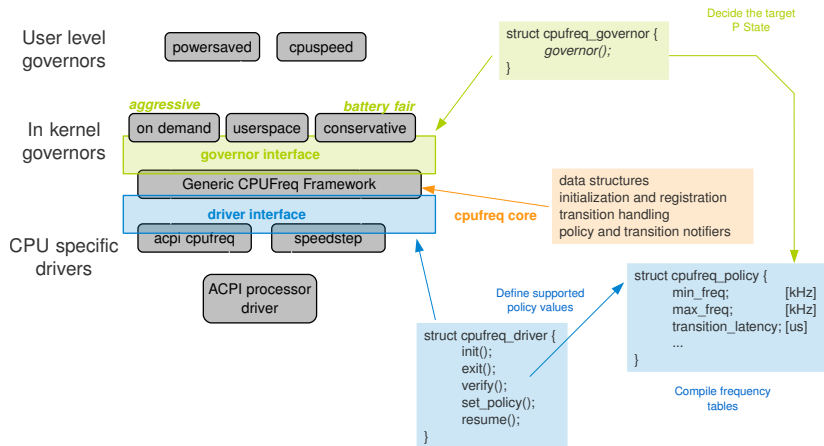 User level
governors
powersaved
cpuspeed
struct cpufreq_governor {
governor();
}
Decide the target
P State
aggressive
battery fair
In kernel
governors
on demand
userspace
conservative
governor interface
Generic CPUFreq Framework
driver interface
cpufreq core
data structures
initialization and registration
transition handling
policy and transition notifiers
CPU specific
drivers
acpi cpufreq
speedstep
ACPI processor
driver
Define supported
policy values
struct cpufreq_policy {
min_freq; [kHz]
max_freq; [kHz]
transition_latency; [us]
...
}
struct cpufreq_driver {
init();
exit();
verify();
set_policy();
resume();
}
Compile frequency
tables